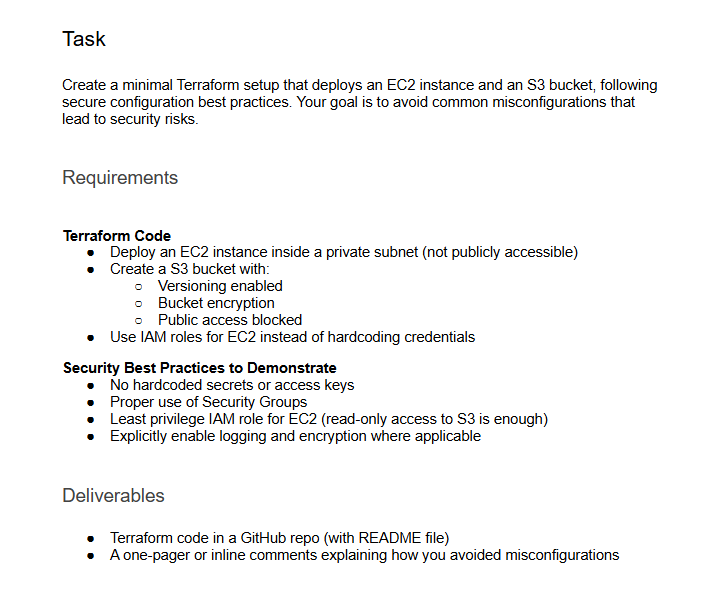 Task
Create a minimal Terraform setup that deploys an EC2 instance and an S3 bucket, following
secure configuration best practices. Your goal is to avoid common misconfigurations that
lead to security risks.
Requirements
Terraform Code
● Deploy an EC2 instance inside a private subnet (not publicly accessible)
● Create a S3 bucket with:
○ Versioning enabled
○ Bucket encryption
○ Public access blocked
● Use IAM roles for EC2 instead of hardcoding credentials
Security Best Practices to Demonstrate
● No hardcoded secrets or access keys
● Proper use of Security Groups
● Least privilege IAM role for EC2 (read-only access to S3 is enough)
● Explicitly enable logging and encryption where applicable
Deliverables
● Terraform code in a GitHub repo (with README file)
● A one-pager or inline comments explaining how you avoided misconfigurations